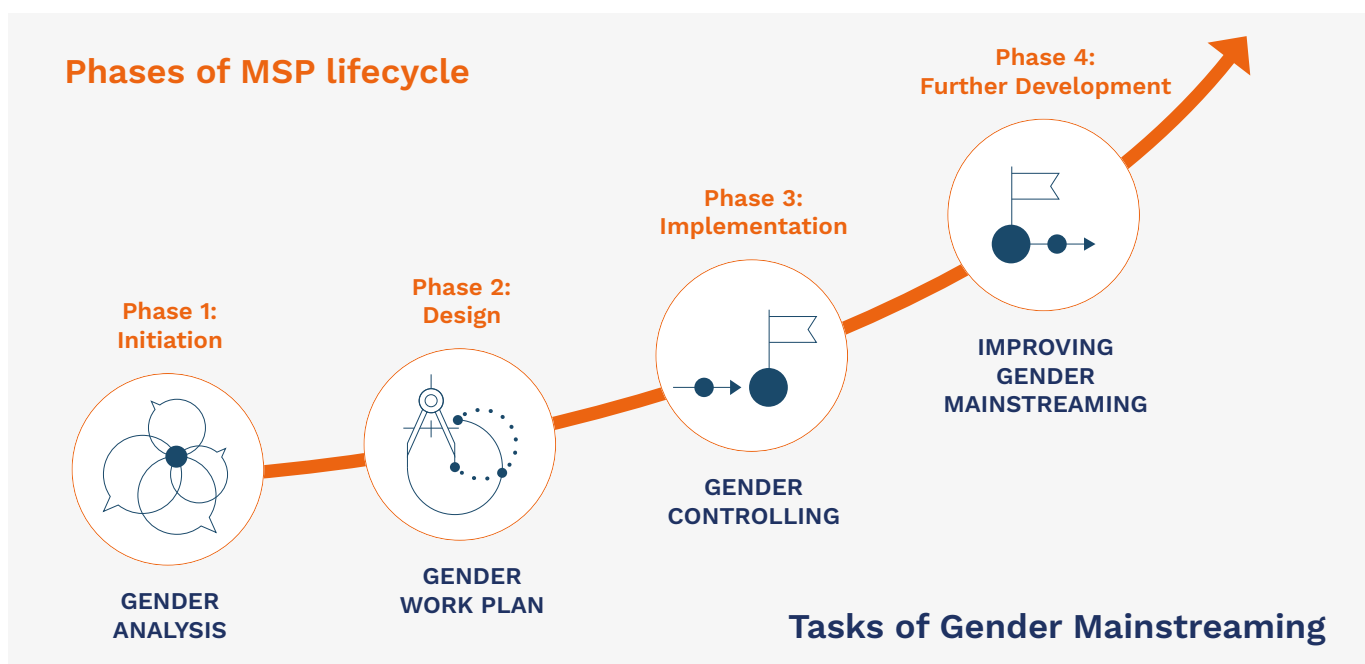 Phases of MSP lifecycle
Phase 1:
Initiation
GENDER
ANALYSIS
Phase 2:
Design
GENDER
WORK PLAN
Phase 3:
Implementation
GENDER
CONTROLLING
Phase 4:
Further Development
IMPROVING
GENDER
MAINSTREAMING
Tasks of Gender Mainstreaming